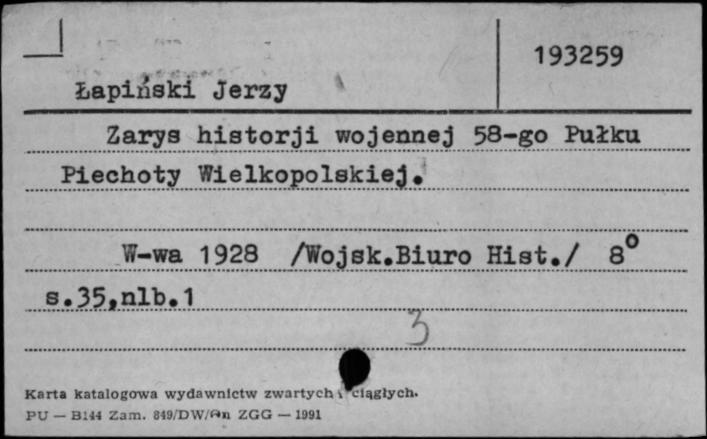 193259
Łapiński Jerzy
Zarys historji wojennej 58-go Pułku
Piechoty Wielkopolskiej.
W-wa 1928 /Wojsk.Biuro Hist./ 8°
s.35,nlb.1
3
Karta katalogowa wydawnictw zwartych i ciągłych.
PU — B144 Zam. 849/DW/An ZGG — 1991